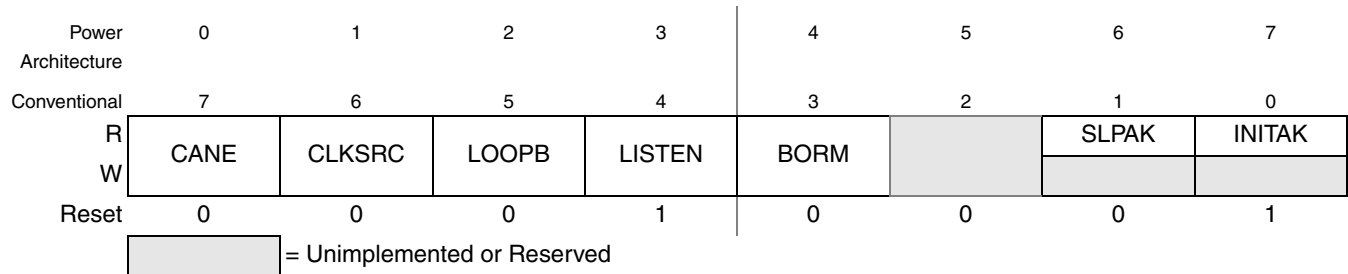 Power 0 1 2 3 4 5 6 7
Architecture
Conventional 7 6 5 4 3 2 1 0
R SLPAK INITAK
CANE CLKSRC LOOPB LISTEN BORM
W
Reset 0 0 0 1 0 0 0 1
= Unimplemented or Reserved